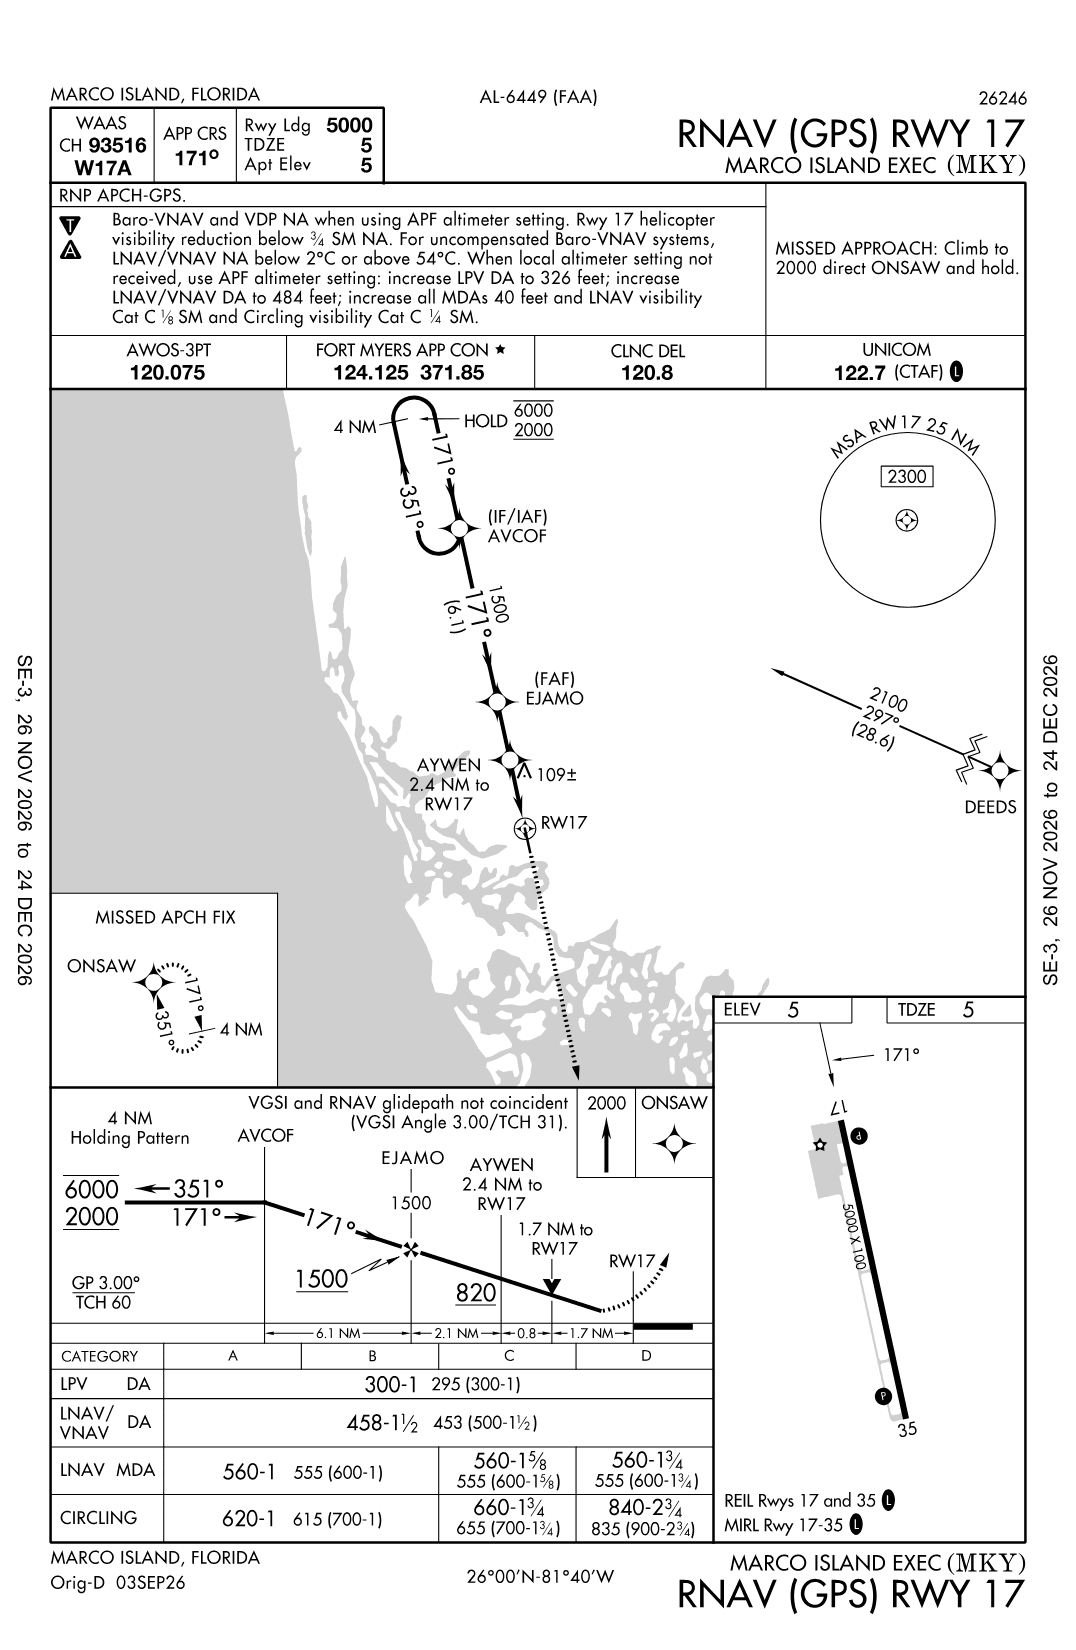 MARCO ISLAND, FLORIDA
AL-6449 (FAA)
26246
WAAS
CH 93516
W17A
APP CRS
171°
Rwy Ldg 5000
TDZE 5
Apt Elev 5
RNAV (GPS) RWY 17
MARCO ISLAND EXEC (MKY)
RNP APCH-GPS.
T
A
Baro-VNAV and VDP NA when using APF altimeter setting. Rwy 17 helicopter
visibility reduction below ¾ SM NA. For uncompensated Baro-VNAV systems,
LNAV/VNAV NA below 2°C or above 54°C. When local altimeter setting not
received, use APF altimeter setting: increase LPV DA to 326 feet; increase
LNAV/VNAV DA to 484 feet; increase all MDAs 40 feet and LNAV visibility
Cat C ⅛ SM and Circling visibility Cat C ¼ SM.
MISSED APPROACH: Climb to
2000 direct ONSAW and hold.
AWOS-3PT
120.075
FORT MYERS APP CON ★
124.125 371.85
CLNC DEL
120.8
UNICOM
122.7 (CTAF) L
4 NM
HOLD
6000
2000
171°
351°
(IF/IAF)
AVCOF
1500
171°
(6.1)
(FAF)
EJAMO
AYWEN
2.4 NM to
RW17
109±
RW17
MSA RW17 25 NM
2300
2100
297°
(28.6)
DEEDS
SE-3, 26 NOV 2026 to 24 DEC 2026
SE-3, 26 NOV 2026 to 24 DEC 2026
MISSED APCH FIX
ONSAW
171°
351°
4 NM
ELEV 5
TDZE 5
171°
17
P
5000 X 100
P
35
REIL Rwys 17 and 35 L
MIRL Rwy 17-35 L
VGSI and RNAV glidepath not coincident
(VGSI Angle 3.00/TCH 31).
2000
ONSAW
4 NM
Holding Pattern
AVCOF
EJAMO
AYWEN
2.4 NM to
RW17
6000
2000
351°
171°
171°
1500
1.7 NM to
RW17
RW17
1500
820
GP 3.00°
TCH 60
6.1 NM
2.1 NM
0.8
1.7 NM
CATEGORY A B C D
LPV DA 300-1 295 (300-1)
LNAV/
VNAV DA 458-1½ 453 (500-1½)
LNAV MDA 560-1 555 (600-1) 560-1⅝ 555 (600-1⅝) 560-1¾ 555 (600-1¾)
CIRCLING 620-1 615 (700-1) 660-1¾ 655 (700-1¾) 840-2¾ 835 (900-2¾)
MARCO ISLAND, FLORIDA
Orig-D 03SEP26
26°00'N-81°40'W
MARCO ISLAND EXEC (MKY)
RNAV (GPS) RWY 17